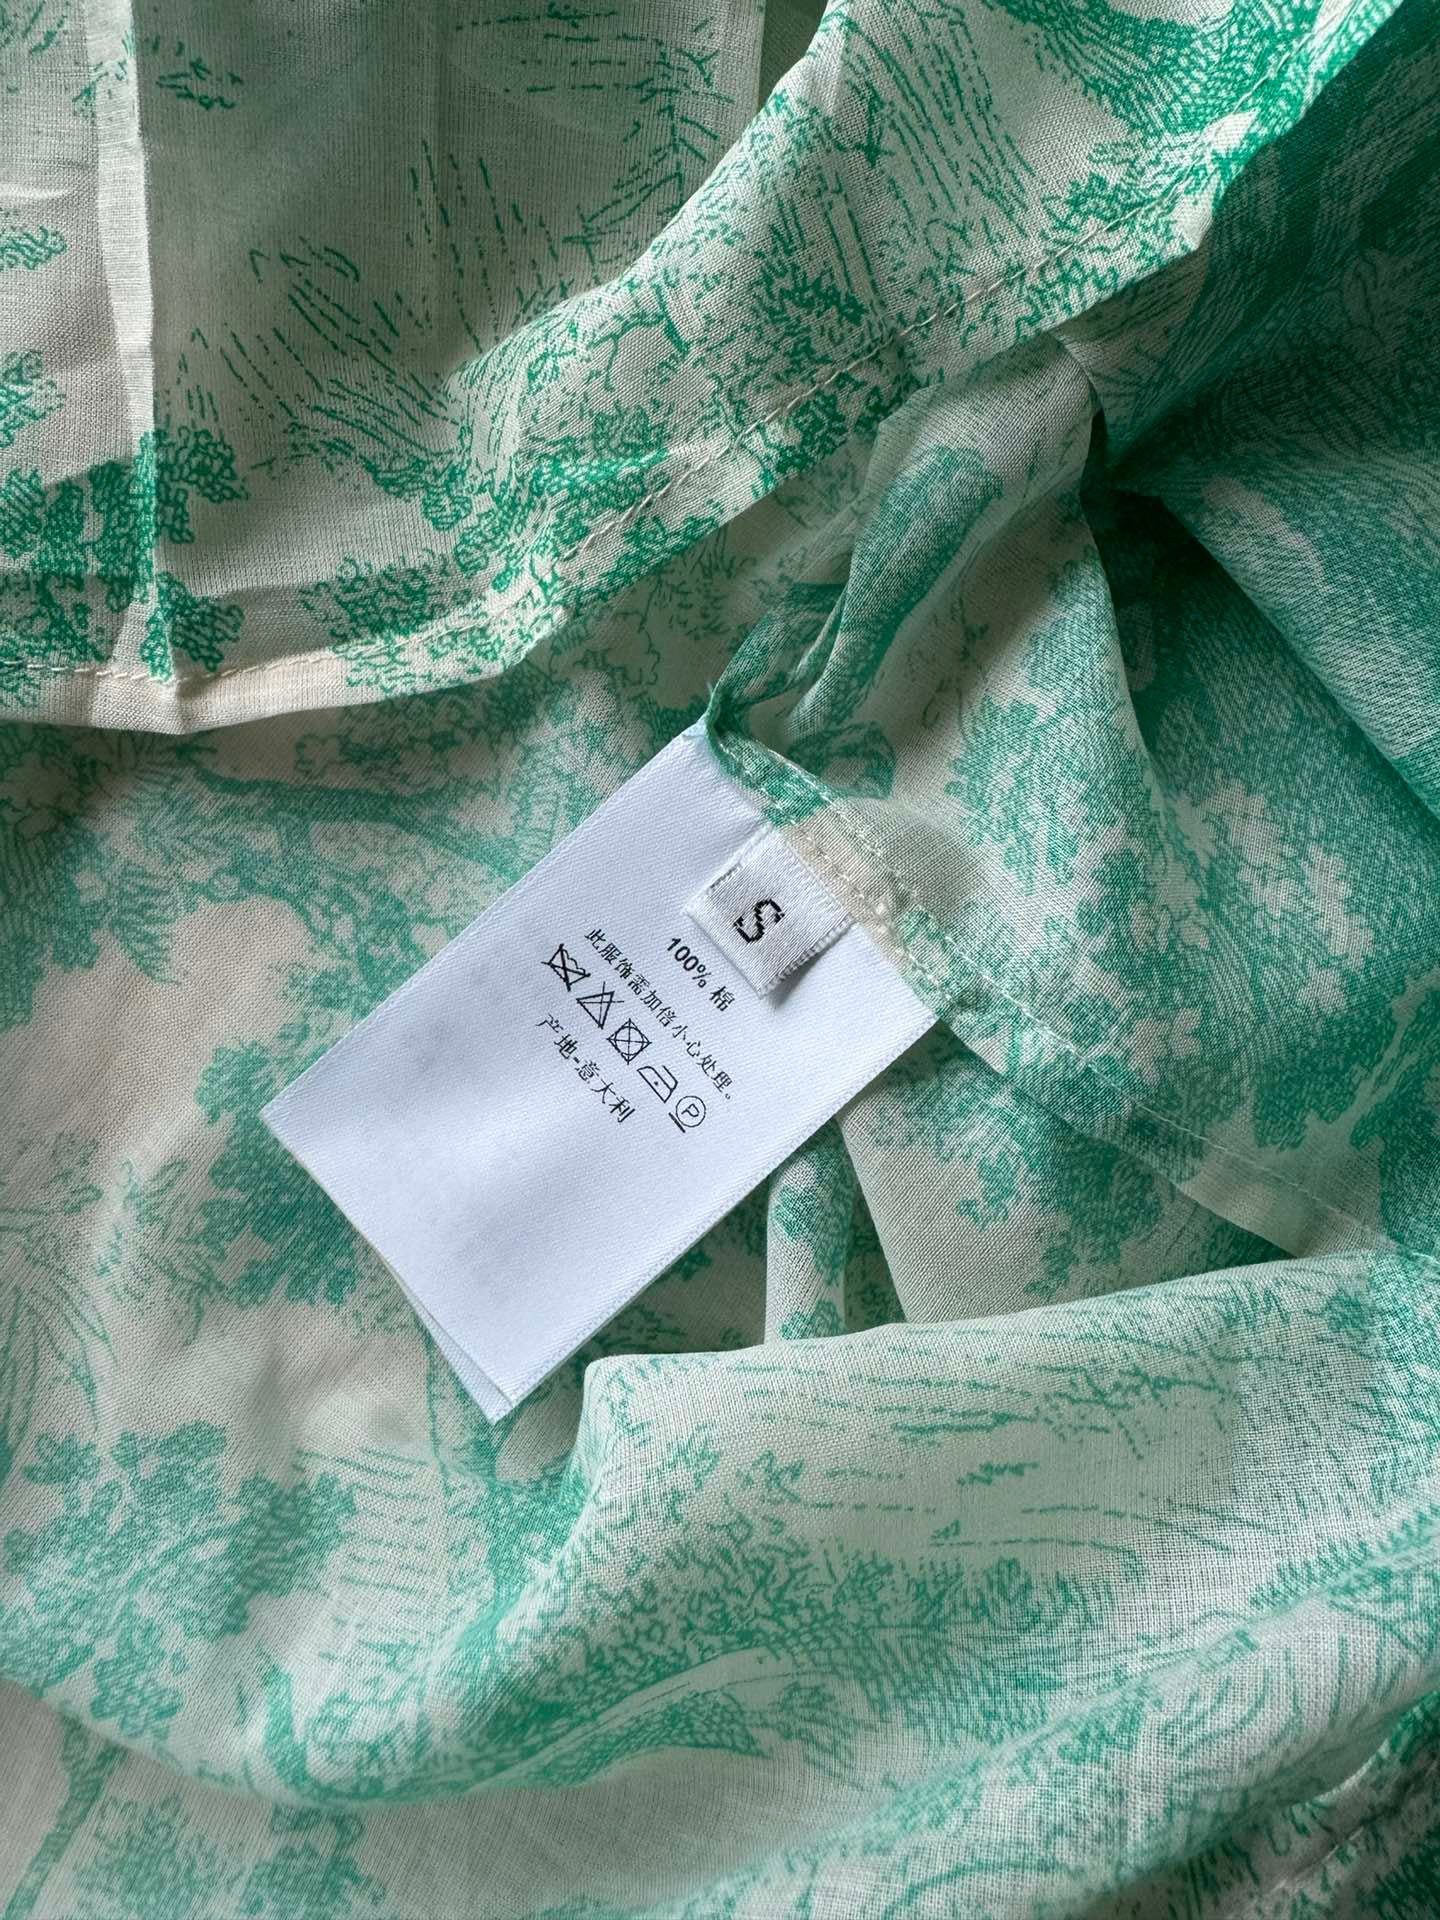 S
100% 棉
此服饰需加倍小心处理。
P
产地-意大利